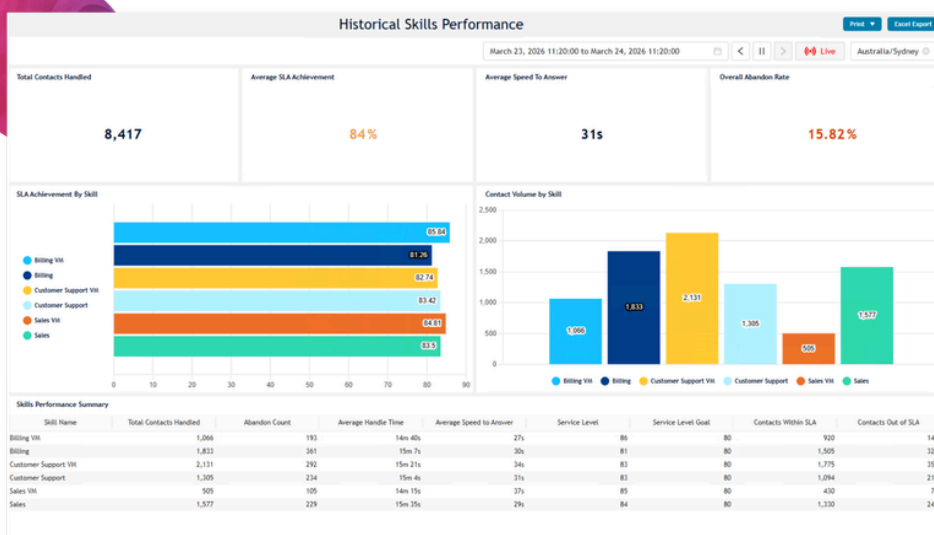 Historical Skills Performance
Print
Excel Export
March 23, 2026 11:20:00 to March 24, 2026 11:20:00
Live
Australia/Sydney
Total Contacts Handled
Average SLA Achievement
Average Speed To Answer
Overall Abandon Rate
8,417
84%
31s
15.82%
SLA Achievement By Skill
85.84
81.26
82.74
83.42
84.81
83.5
Billing VM
Billing
Customer Support VM
Customer Support
Sales VM
Sales
0 10 20 30 40 50 60 70 80 90
Contact Volume by Skill
2,500
2,000
1,500
1,000
500
0
1,066
1,833
2,131
1,305
505
1,577
Billing VM Billing Customer Support VM Customer Support Sales VM Sales
Skills Performance Summary
Skill Name Total Contacts Handled Abandon Count Average Handle Time Average Speed to Answer Service Level Service Level Goal Contacts Within SLA Contacts Out of SLA
Billing VM 1,066 193 14m 40s 27s 86 80 920 14
Billing 1,833 361 15m 7s 30s 81 80 1,505 32
Customer Support VM 2,131 292 15m 21s 34s 83 80 1,775 35
Customer Support 1,305 234 15m 4s 31s 83 80 1,094 21
Sales VM 505 105 14m 15s 37s 85 80 430 7
Sales 1,577 229 15m 35s 29s 84 80 1,330 24